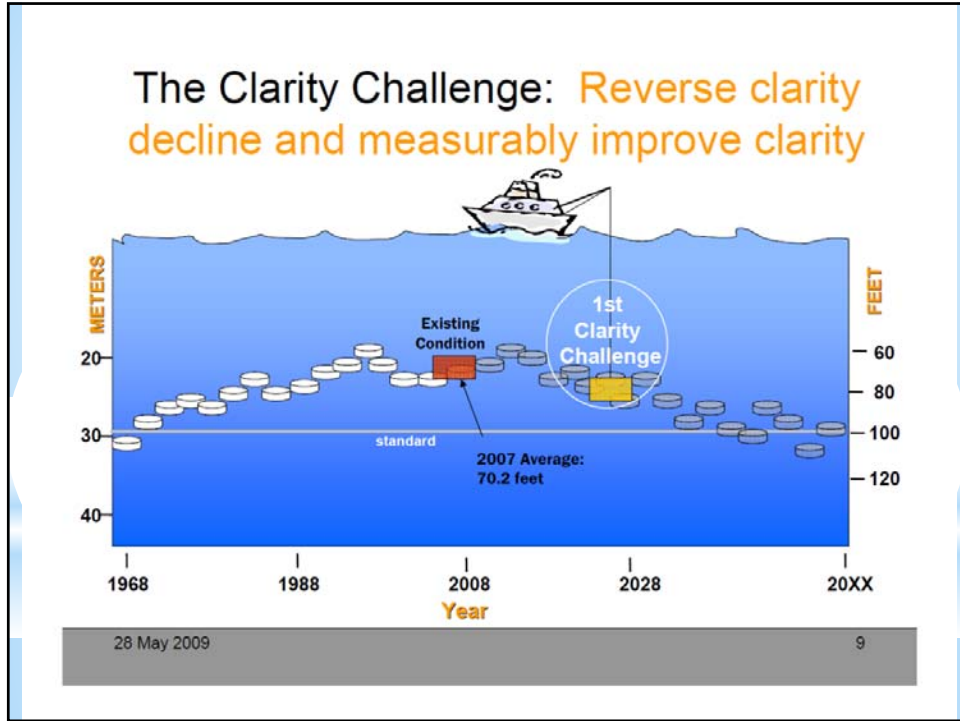 The Clarity Challenge: Reverse clarity
decline and measurably improve clarity
METERS
FEET
1st
Clarity
Challenge
Existing
Condition
20
30
40
60
80
100
120
standard
2007 Average:
70.2 feet
1968
1988
2008
2028
20XX
Year
28 May 2009
9